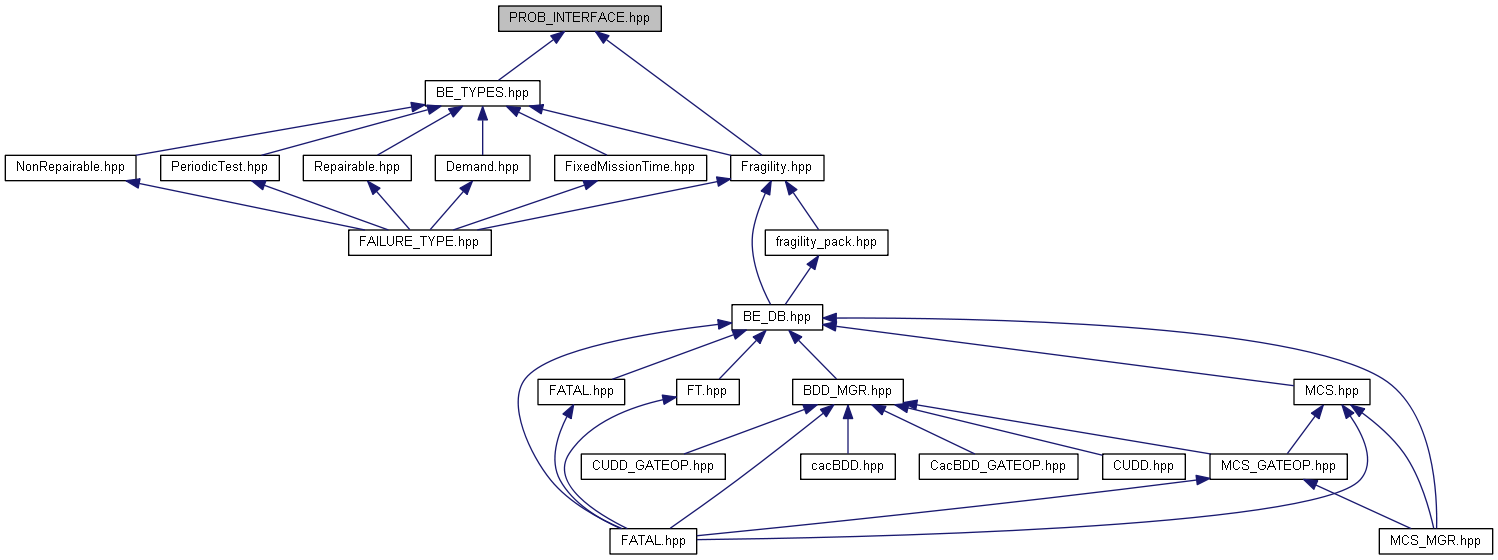 PROB_INTERFACE.hpp
BE_TYPES.hpp
NonRepairable.hpp
PeriodicTest.hpp
Repairable.hpp
Demand.hpp
FixedMissionTime.hpp
Fragility.hpp
FAILURE_TYPE.hpp
fragility_pack.hpp
BE_DB.hpp
FATAL.hpp
FT.hpp
BDD_MGR.hpp
MCS.hpp
CUDD_GATEOP.hpp
cacBDD.hpp
CacBDD_GATEOP.hpp
CUDD.hpp
MCS_GATEOP.hpp
FATAL.hpp
MCS_MGR.hpp